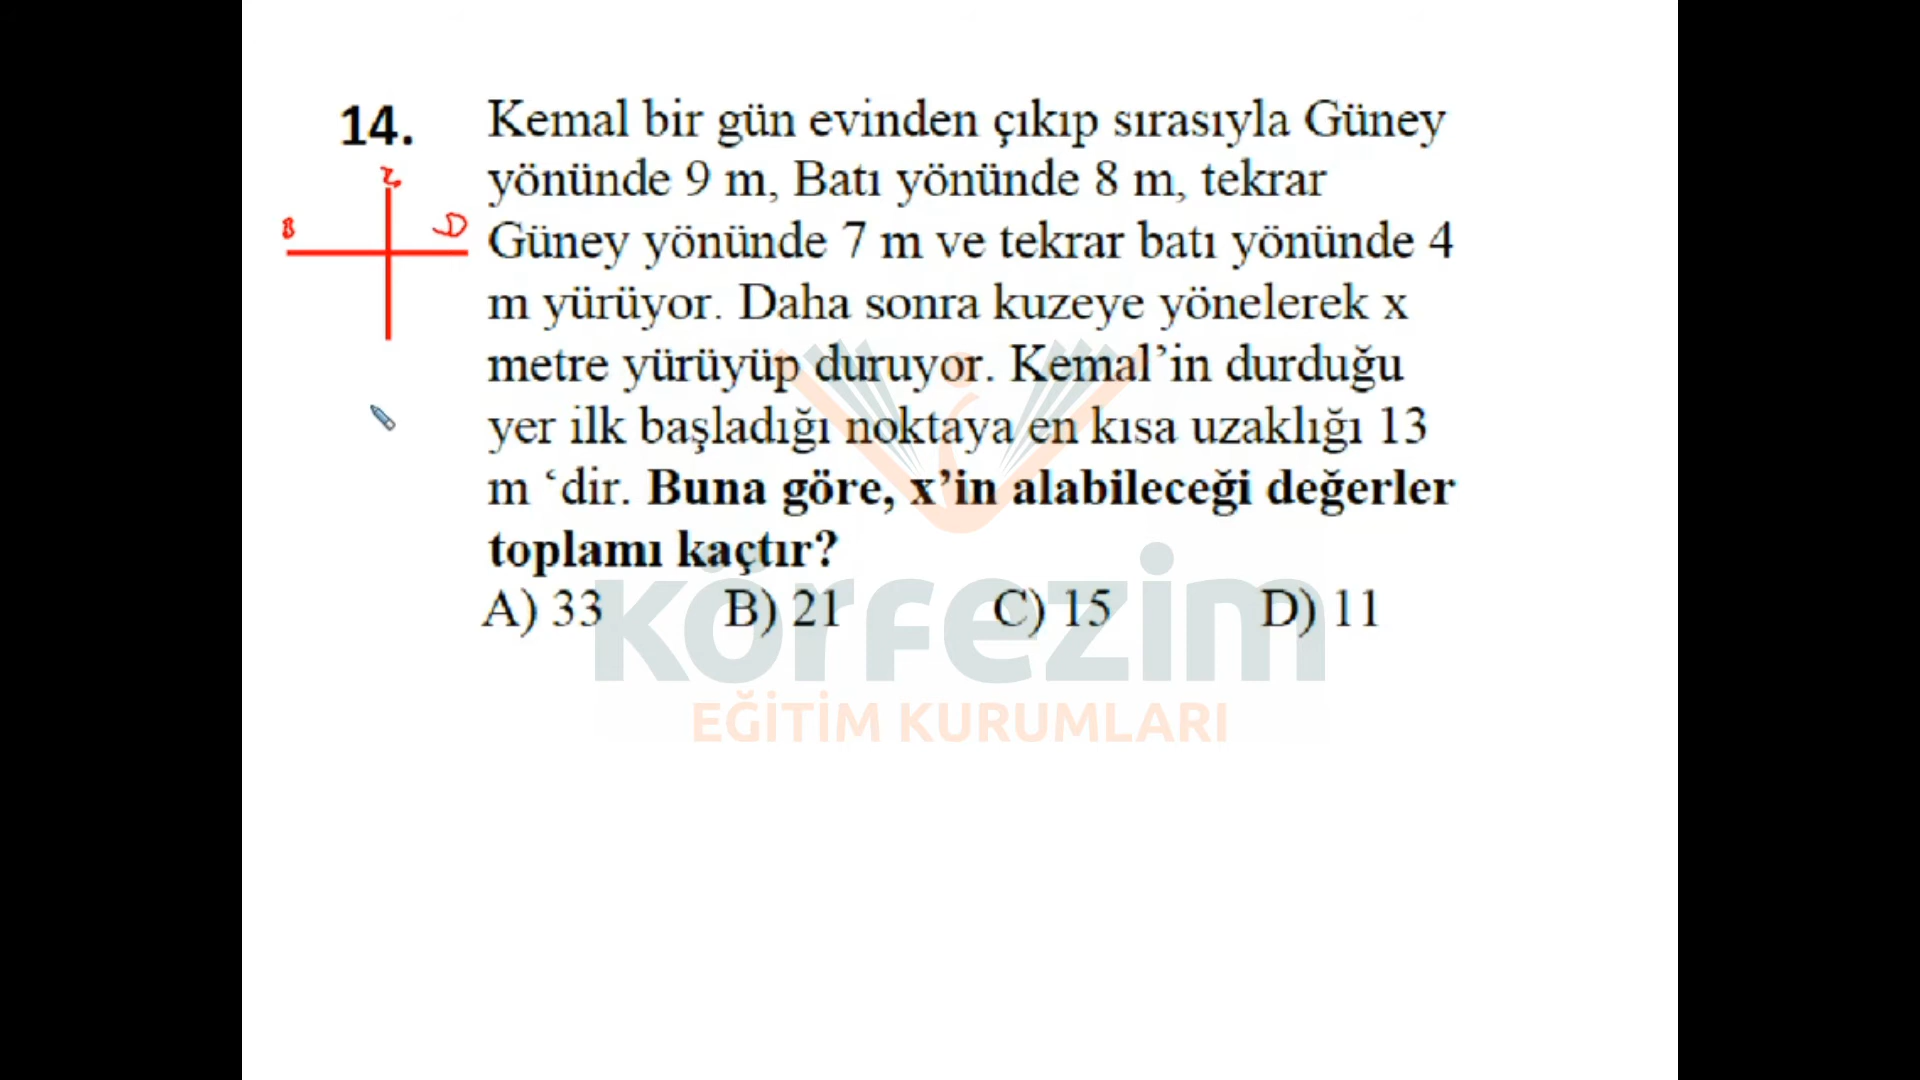 14. Kemal bir gün evinden çıkıp sırasıyla Güney
yönünde 9 m, Batı yönünde 8 m, tekrar
Güney yönünde 7 m ve tekrar batı yönünde 4
m yürüyor. Daha sonra kuzeye yönelerek x
metre yürüyüp duruyor. Kemal’in durduğu
yer ilk başladığı noktaya en kısa uzaklığı 13
m ‘dir. Buna göre, x’in alabileceği değerler
toplamı kaçtır?
A) 33 B) 21 C) 15 D) 11
B D
körfezim
EĞİTİM KURUMLARI